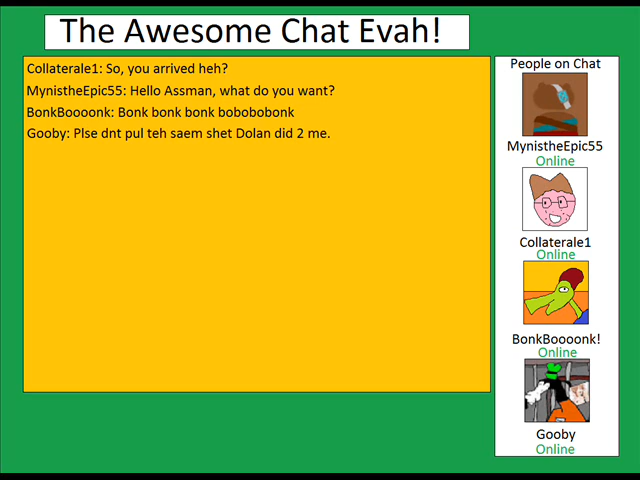 The Awesome Chat Evah!
Collaterale1: So, you arrived heh?
MynistheEpic55: Hello Assman, what do you want?
BonkBoooonk: Bonk bonk bonk bobobobonk
Gooby: Plse dnt pul teh saem shet Dolan did 2 me.
People on Chat
MynistheEpic55
Online
Collaterale1
Online
BonkBoooonk!
Online
Gooby
Online